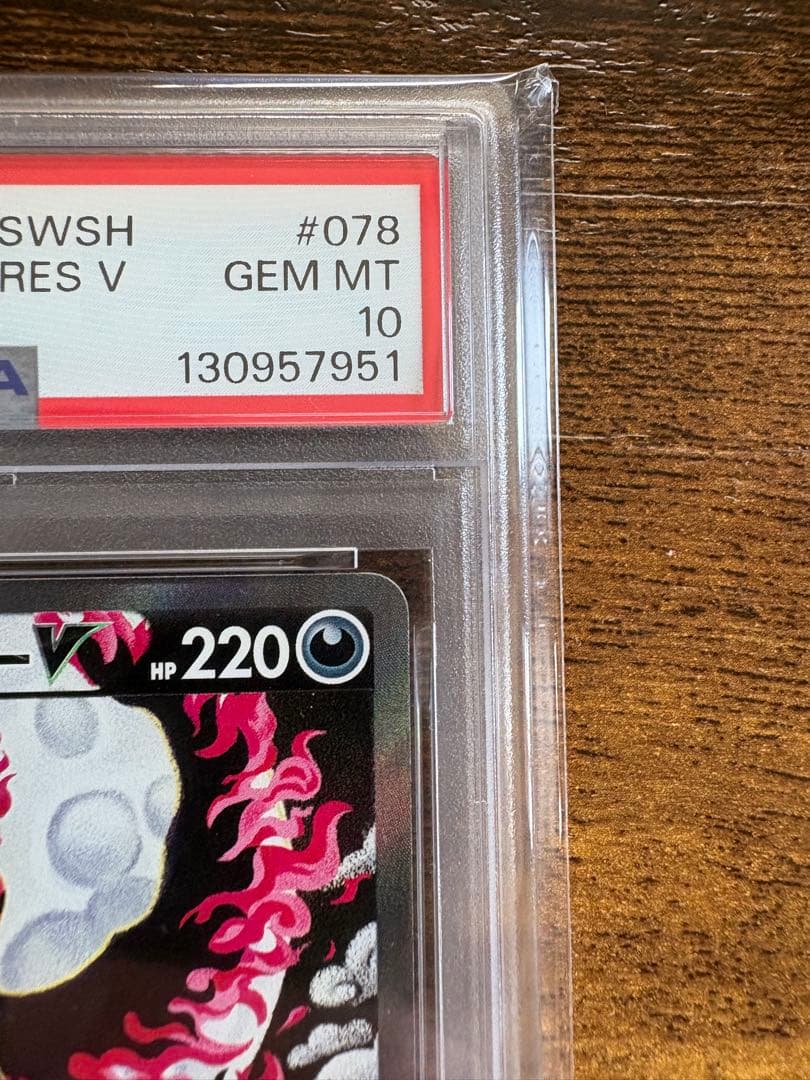 SWSH #078
RES V GEM MT
10
A 130957951
V HP 220